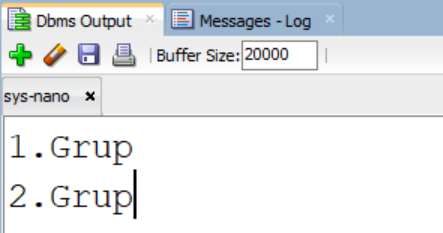 Dbms Output × Messages - Log ×
Buffer Size: 20000
sys-nano ×
1.Grup
2.Grup